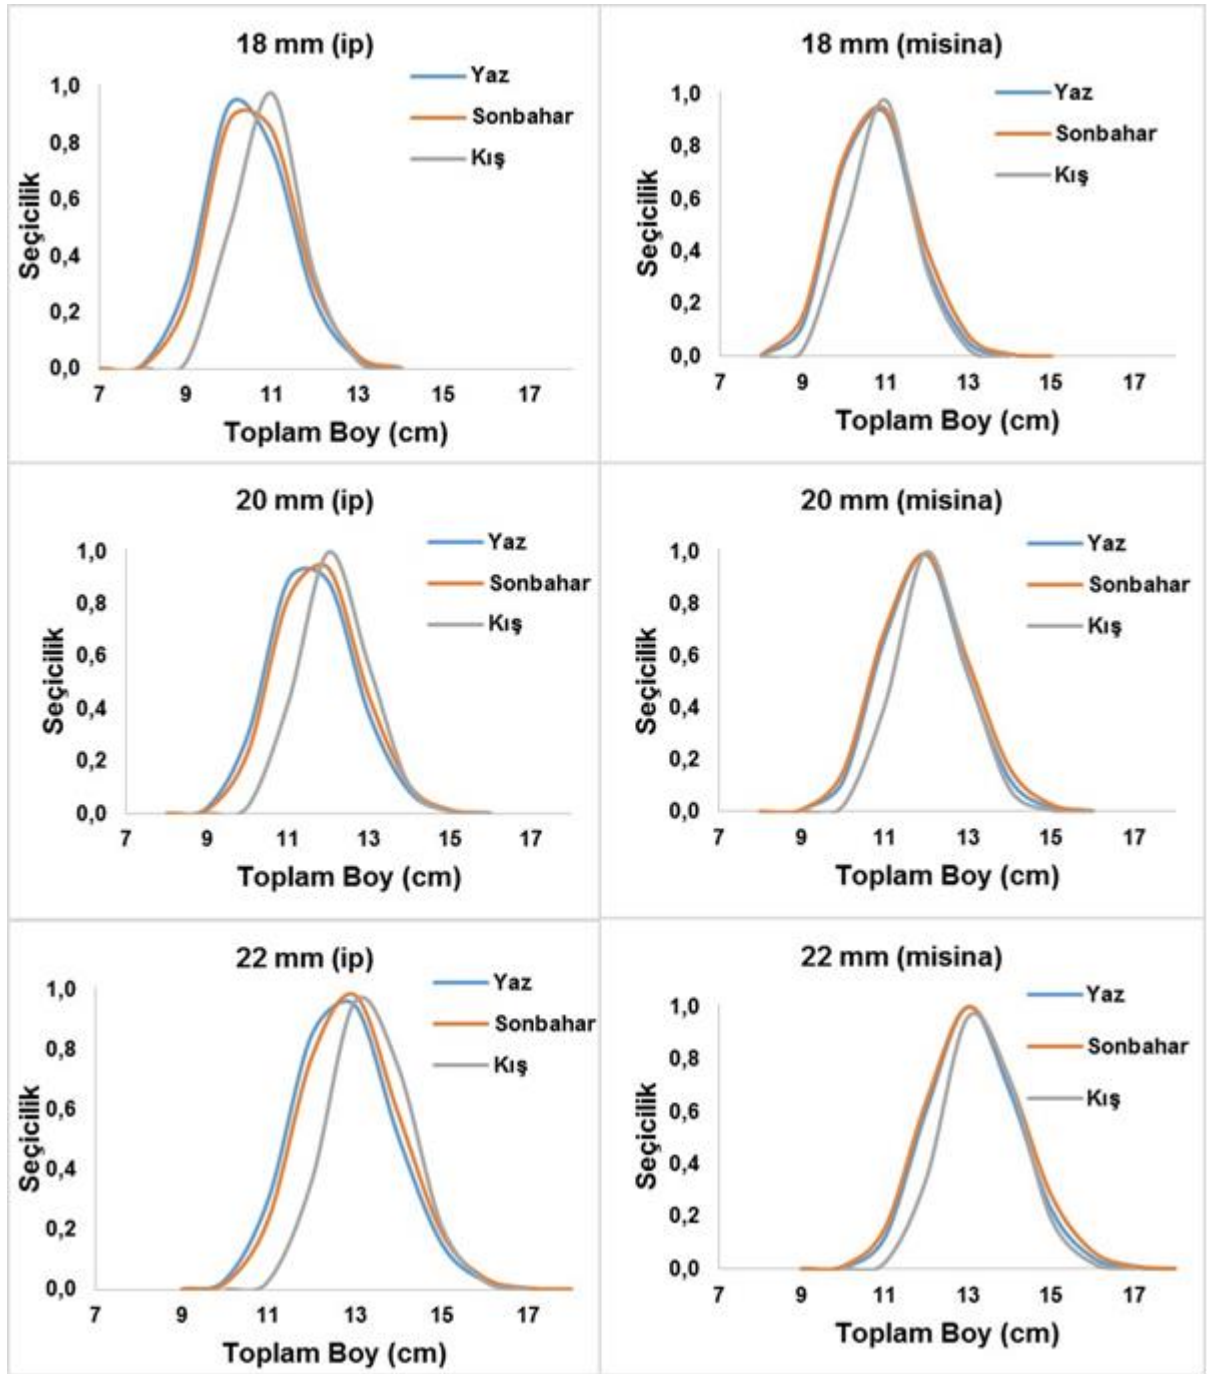 18 mm (ip)
Yaz
Sonbahar
Kış
Seçicilik
1,0
0,8
0,6
0,4
0,2
0,0
7 9 11 13 15 17
Toplam Boy (cm)
18 mm (misina)
Yaz
Sonbahar
Kış
Seçicilik
1,0
0,8
0,6
0,4
0,2
0,0
7 9 11 13 15 17
Toplam Boy (cm)
20 mm (ip)
Yaz
Sonbahar
Kış
Seçicilik
1,0
0,8
0,6
0,4
0,2
0,0
7 9 11 13 15 17
Toplam Boy (cm)
20 mm (misina)
Yaz
Sonbahar
Kış
Seçicilik
1,0
0,8
0,6
0,4
0,2
0,0
7 9 11 13 15 17
Toplam Boy (cm)
22 mm (ip)
Yaz
Sonbahar
Kış
Seçicilik
1,0
0,8
0,6
0,4
0,2
0,0
7 9 11 13 15 17
Toplam Boy (cm)
22 mm (misina)
Yaz
Sonbahar
Kış
Seçicilik
1,0
0,8
0,6
0,4
0,2
0,0
7 9 11 13 15 17
Toplam Boy (cm)